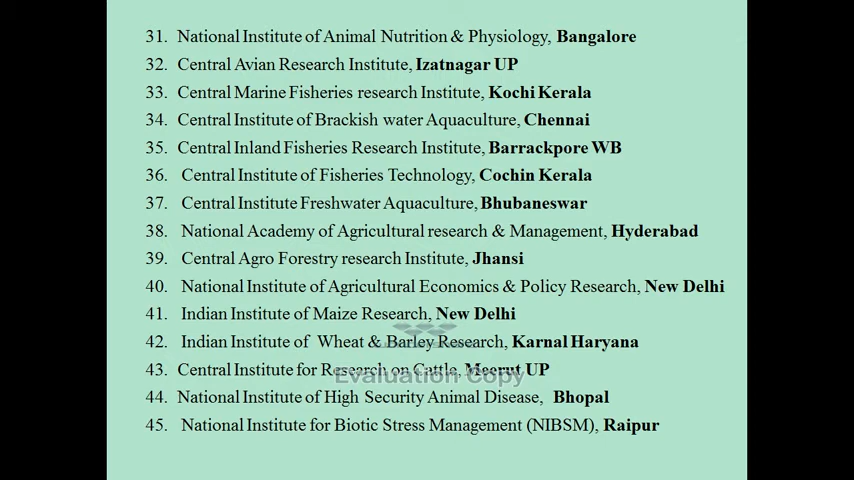 31. National Institute of Animal Nutrition & Physiology, Bangalore
32. Central Avian Research Institute, Izatnagar UP
33. Central Marine Fisheries research Institute, Kochi Kerala
34. Central Institute of Brackish water Aquaculture, Chennai
35. Central Inland Fisheries Research Institute, Barrackpore WB
36. Central Institute of Fisheries Technology, Cochin Kerala
37. Central Institute Freshwater Aquaculture, Bhubaneswar
38. National Academy of Agricultural research & Management, Hyderabad
39. Central Agro Forestry research Institute, Jhansi
40. National Institute of Agricultural Economics & Policy Research, New Delhi
41. Indian Institute of Maize Research, New Delhi
42. Indian Institute of Wheat & Barley Research, Karnal Haryana
43. Central Institute for Research on Cattle, Meerut UP
Evaluation Copy
44. National Institute of High Security Animal Disease, Bhopal
45. National Institute for Biotic Stress Management (NIBSM), Raipur